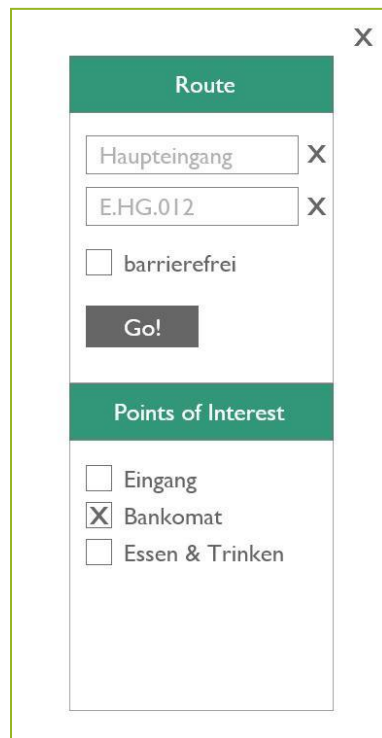 X
Route
Haupteingang X
E.HG.012 X
barrierefrei
Go!
Points of Interest
Eingang
X Bankomat
Essen & Trinken